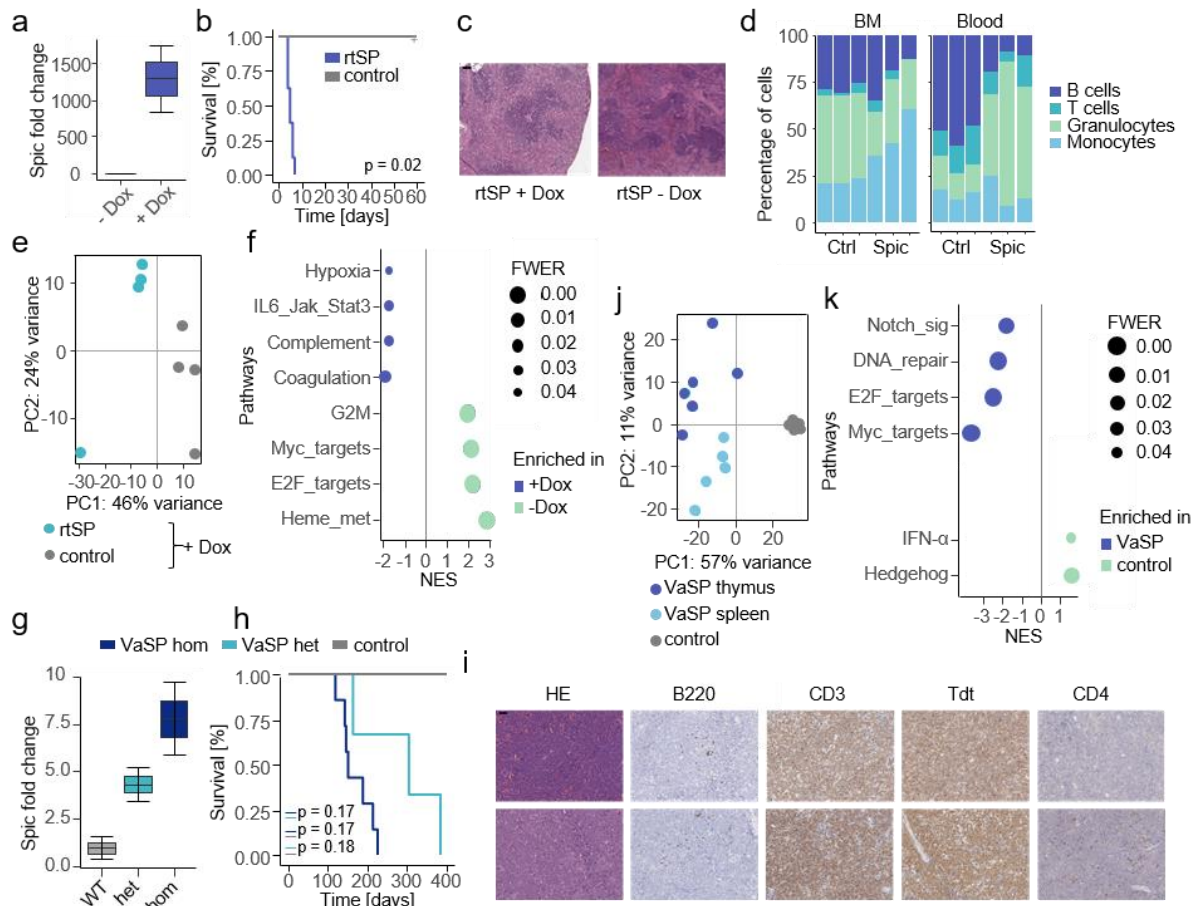 a
Spic fold change
1500
1000
500
0
- Dox
+ Dox
b
Survival [%]
1.00
0.75
0.50
0.25
0.00
rtSP
control
p = 0.02
0 10 20 30 40 50 60
Time [days]
c
rtSP + Dox
rtSP - Dox
d
BM
Blood
Percentage of cells
100
75
50
25
0
Ctrl
Spic
Ctrl
Spic
B cells
T cells
Granulocytes
Monocytes
e
PC2: 24% variance
10
0
-10
-30 -20 -10 0 10
PC1: 46% variance
rtSP
control
+ Dox
f
Pathways
Hypoxia
IL6_Jak_Stat3
Complement
Coagulation
G2M
Myc_targets
E2F_targets
Heme_met
-2 -1 0 1 2 3
NES
FWER
0.00
0.01
0.02
0.03
0.04
Enriched in
+Dox
-Dox
j
PC2: 11% variance
20
10
0
-10
-20
-20 0 20
PC1: 57% variance
VaSP thymus
VaSP spleen
control
k
Pathways
Notch_sig
DNA_repair
E2F_targets
Myc_targets
IFN-α
Hedgehog
-3 -2 -1 0 1
NES
FWER
0.00
0.01
0.02
0.03
0.04
Enriched in
VaSP
control
g
VaSP hom
VaSP het
control
Spic fold change
10
7.5
5.0
2.5
0.0
WT
het
hom
h
Survival [%]
1.00
0.75
0.50
0.25
0.00
p = 0.17
p = 0.17
p = 0.18
0 100 200 300 400
Time [days]
i
HE
B220
CD3
Tdt
CD4